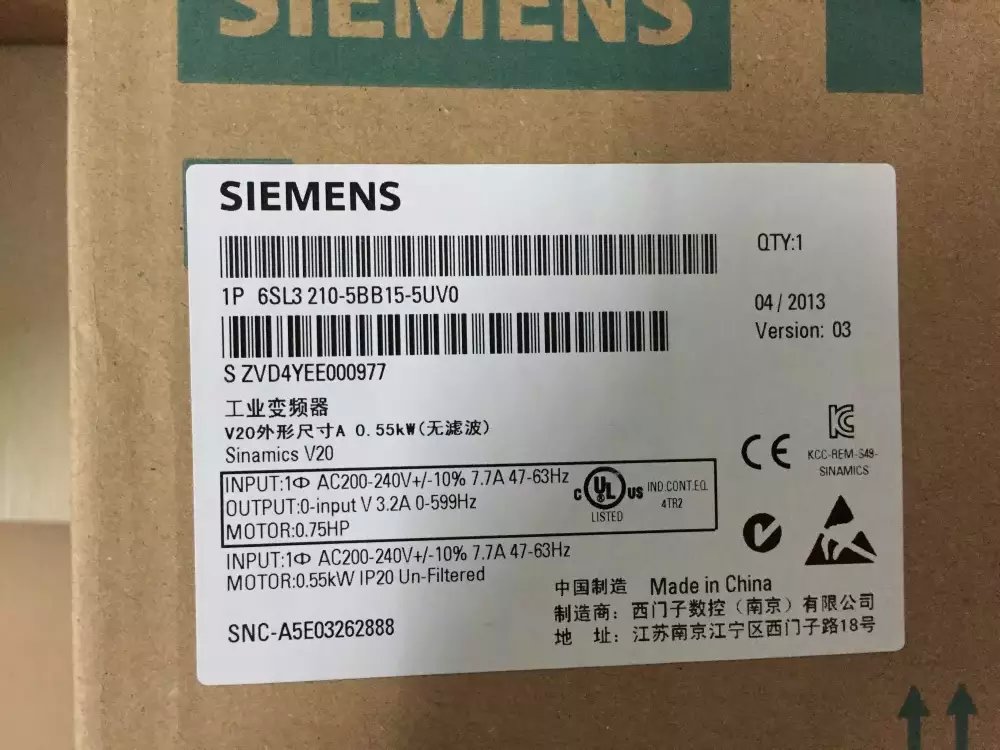 SIEMENS
SIEMENS
QTY:1
1P 6SL3 210-5BB15-5UV0
04 / 2013
Version: 03
S ZVD4YEE000977
工业变频器
V20外形尺寸A 0.55kW(无滤波)
Sinamics V20
CE
KCC-REM-S49-
SINAMICS
INPUT:1Φ AC200-240V+/-10% 7.7A 47-63Hz
OUTPUT:0-input V 3.2A 0-599Hz
MOTOR:0.75HP
C UL US
LISTED
IND.CONT.EQ.
4TR2
INPUT:1Φ AC200-240V+/-10% 7.7A 47-63Hz
MOTOR:0.55kW IP20 Un-Filtered
SNC-A5E03262888
中国制造 Made in China
制造商：西门子数控（南京）有限公司
地 址：江苏南京江宁区西门子路18号